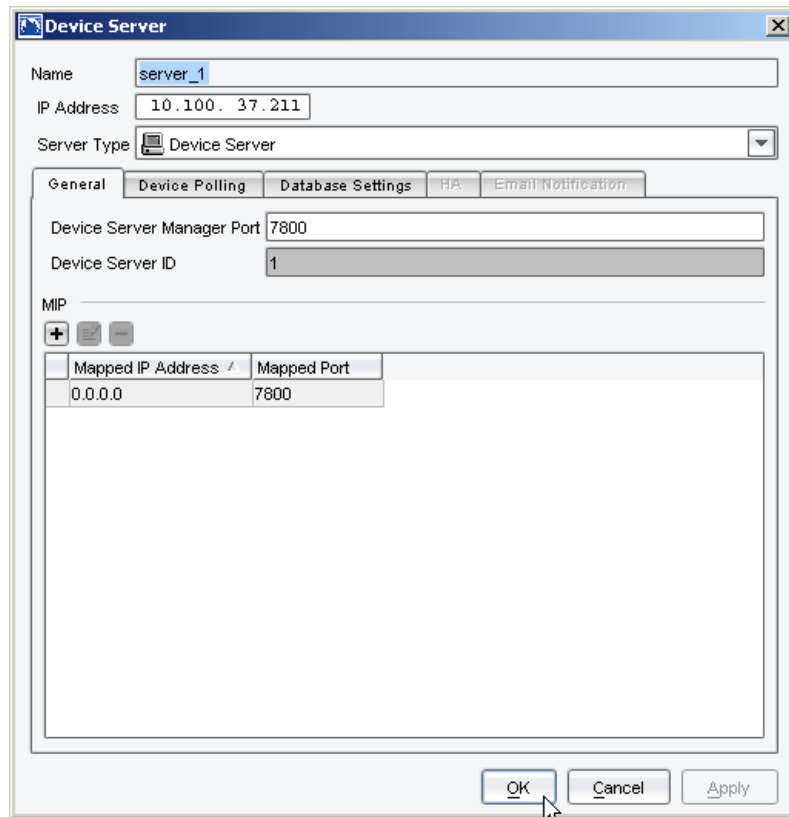 Device Server
Name server_1
IP Address 10.100. 37.211
Server Type Device Server
General Device Polling Database Settings HA Email Notification
Device Server Manager Port 7800
Device Server ID 1
MIP
Mapped IP Address Mapped Port
0.0.0.0 7800
OK Cancel Apply